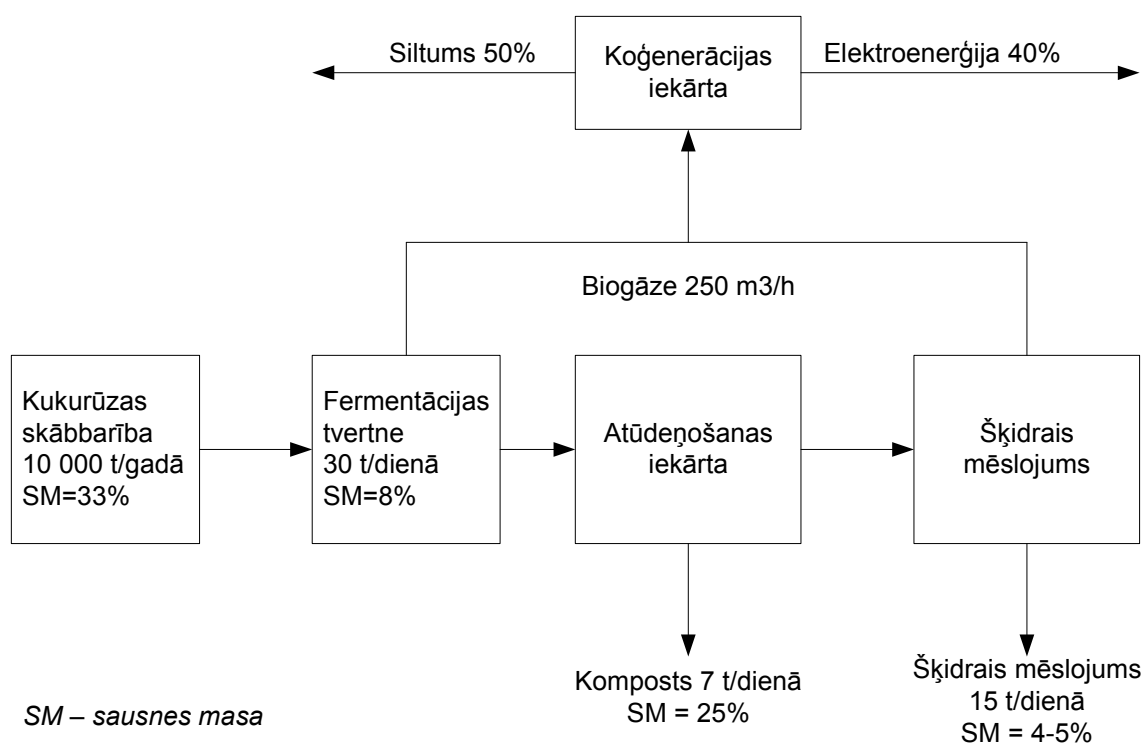 Siltums 50%
Koģenerācijas
iekārta
Elektroenerģija 40%
Biogāze 250 m3/h
Kukurūzas
skābbarība
10 000 t/gadā
SM=33%
Fermentācijas
tvertne
30 t/dienā
SM=8%
Atūdeņošanas
iekārta
Šķidrais
mēslojums
Komposts 7 t/dienā
SM = 25%
Šķidrais mēslojums
15 t/dienā
SM = 4-5%
SM – sausnes masa